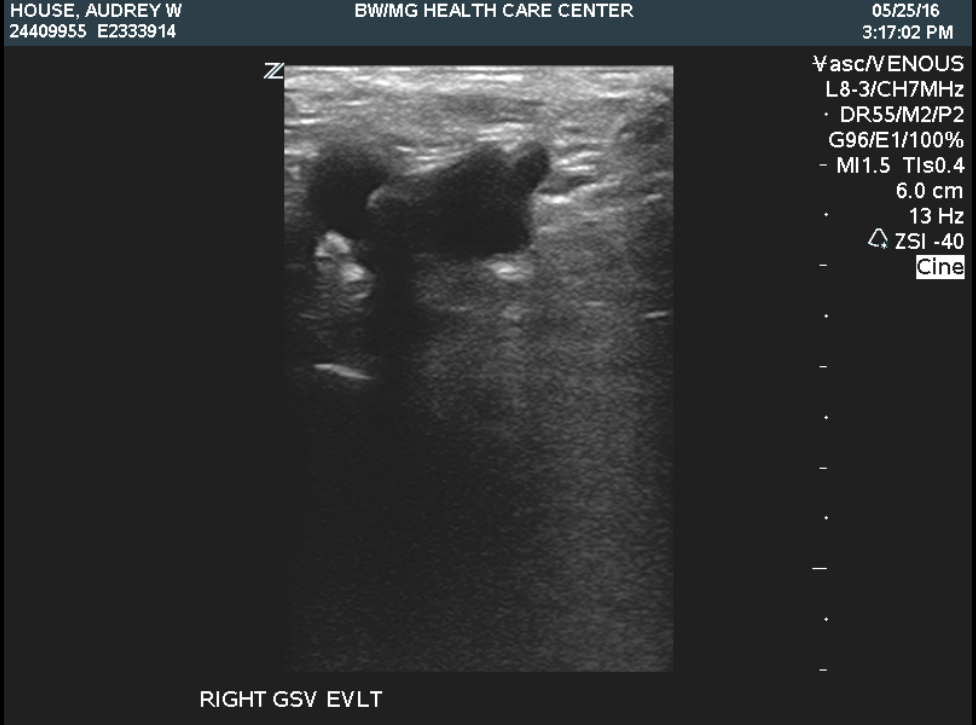 HOUSE, AUDREY W
24409955 E2333914
BW/MG HEALTH CARE CENTER
05/25/16
3:17:02 PM
Z
Vasc/VENOUS
L8-3/CH7MHz
DR55/M2/P2
G96/E1/100%
MI1.5 TIs0.4
6.0 cm
13 Hz
ZSI -40
Cine
RIGHT GSV EVLT